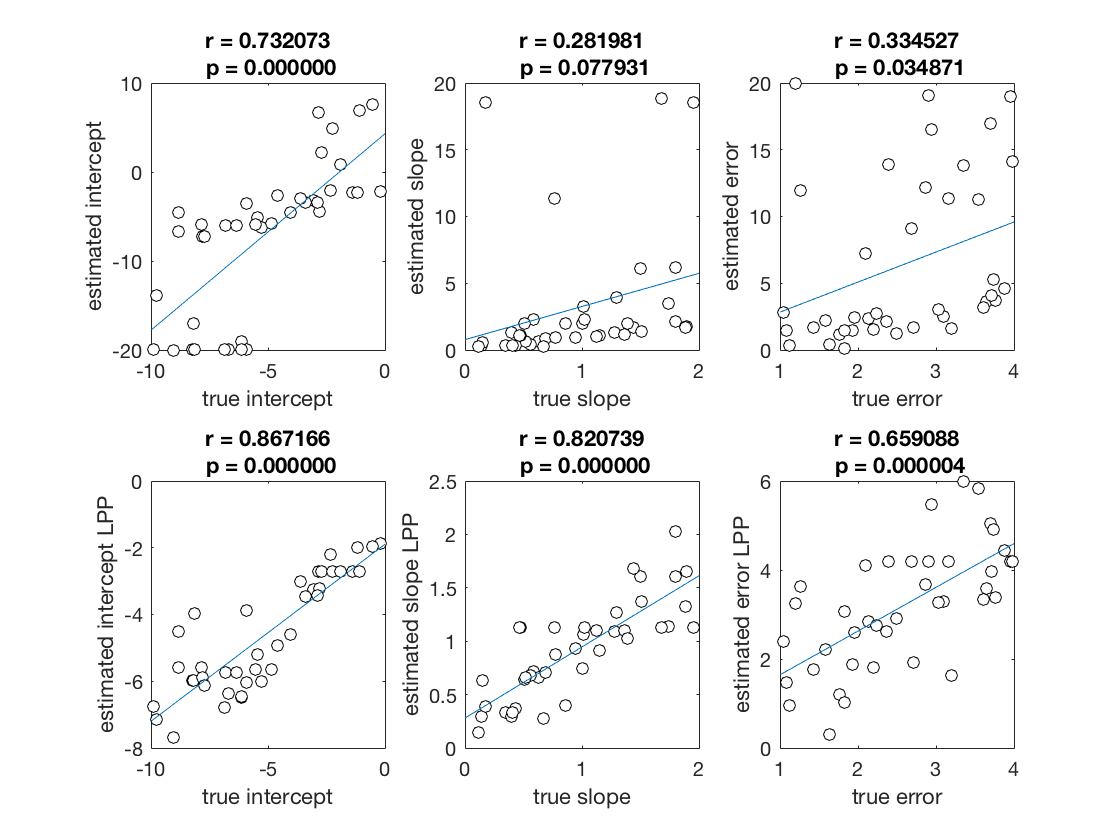 r = 0.732073
p = 0.000000
10
0
-10
-20
-10
-5
0
estimated intercept
true intercept
r = 0.281981
p = 0.077931
20
15
10
5
0
0
1
2
estimated slope
true slope
r = 0.334527
p = 0.034871
20
15
10
5
0
1
2
3
4
estimated error
true error
r = 0.867166
p = 0.000000
0
-2
-4
-6
-8
-10
-5
0
estimated intercept LPP
true intercept
r = 0.820739
p = 0.000000
2.5
2
1.5
1
0.5
0
0
1
2
estimated slope LPP
true slope
r = 0.659088
p = 0.000004
6
4
2
0
1
2
3
4
estimated error LPP
true error